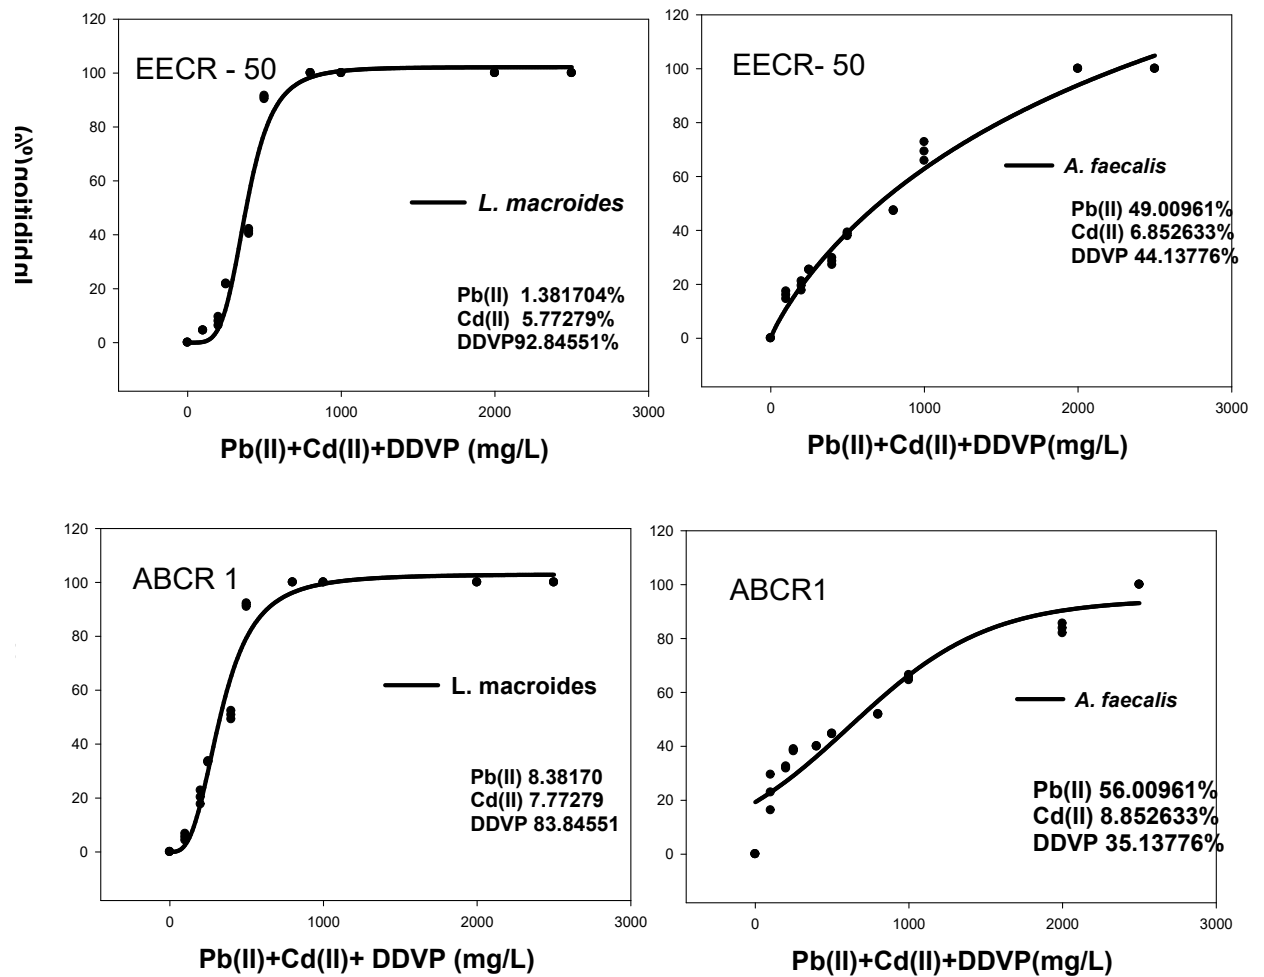 Inhibition(%)
120
100
80
60
40
20
0
EECR - 50
L. macroides
Pb(II) 1.381704%
Cd(II) 5.77279%
DDVP92.84551%
0 1000 2000 3000
Pb(II)+Cd(II)+DDVP (mg/L)
120
100
80
60
40
20
0
EECR- 50
A. faecalis
Pb(II) 49.00961%
Cd(II) 6.852633%
DDVP 44.13776%
0 1000 2000 3000
Pb(II)+Cd(II)+DDVP(mg/L)
120
100
80
60
40
20
0
ABCR 1
L. macroides
Pb(II) 8.38170
Cd(II) 7.77279
DDVP 83.84551
0 1000 2000 3000
Pb(II)+Cd(II)+ DDVP (mg/L)
120
100
80
60
40
20
0
ABCR1
A. faecalis
Pb(II) 56.00961%
Cd(II) 8.852633%
DDVP 35.13776%
0 1000 2000 3000
Pb(II)+Cd(II)+DDVP(mg/L)